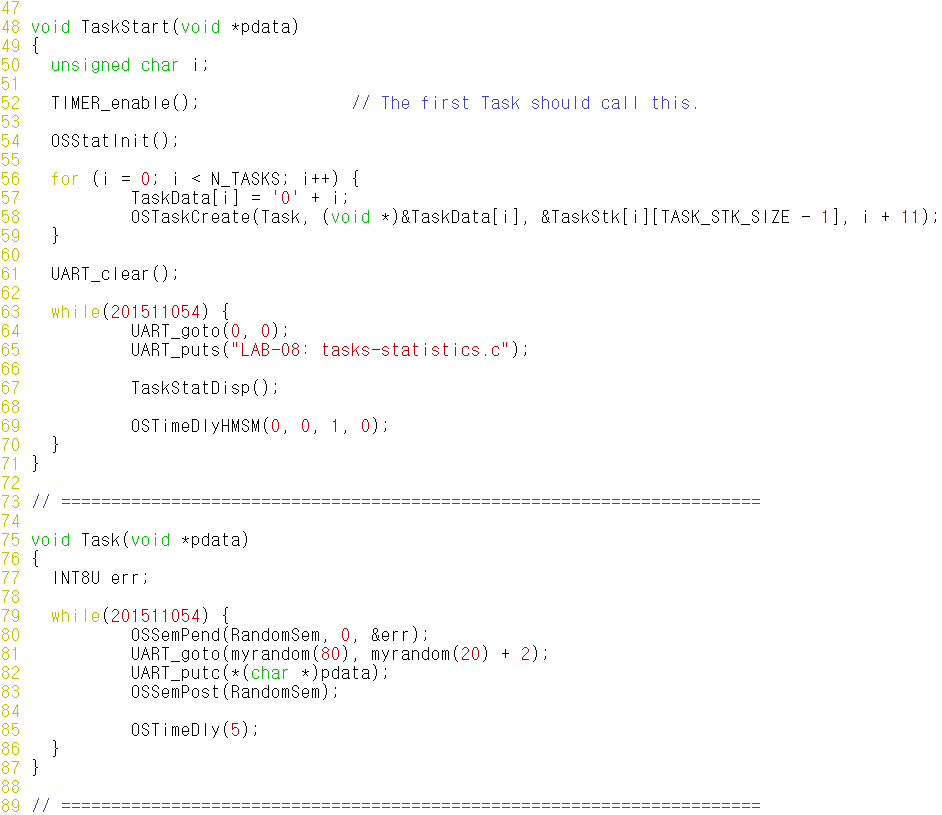 47
48 void TaskStart(void *pdata)
49 {
50   unsigned char i;
51
52   TIMER_enable();               // The first Task should call this.
53
54   OSStatInit();
55
56   for (i = 0; i < N_TASKS; i++) {
57           TaskData[i] = '0' + i;
58           OSTaskCreate(Task, (void *)&TaskData[i], &TaskStk[i][TASK_STK_SIZE - 1], i + 11);
59   }
60
61   UART_clear();
62
63   while(201511054) {
64           UART_goto(0, 0);
65           UART_puts("LAB-08: tasks-statistics.c");
66
67           TaskStatDisp();
68
69           OSTimeDlyHMSM(0, 0, 1, 0);
70   }
71 }
72
73 // ======================================================================
74
75 void Task(void *pdata)
76 {
77   INT8U err;
78
79   while(201511054) {
80           OSSemPend(RandomSem, 0, &err);
81           UART_goto(myrandom(80), myrandom(20) + 2);
82           UART_putc(*(char *)pdata);
83           OSSemPost(RandomSem);
84
85           OSTimeDly(5);
86   }
87 }
88
89 // ======================================================================